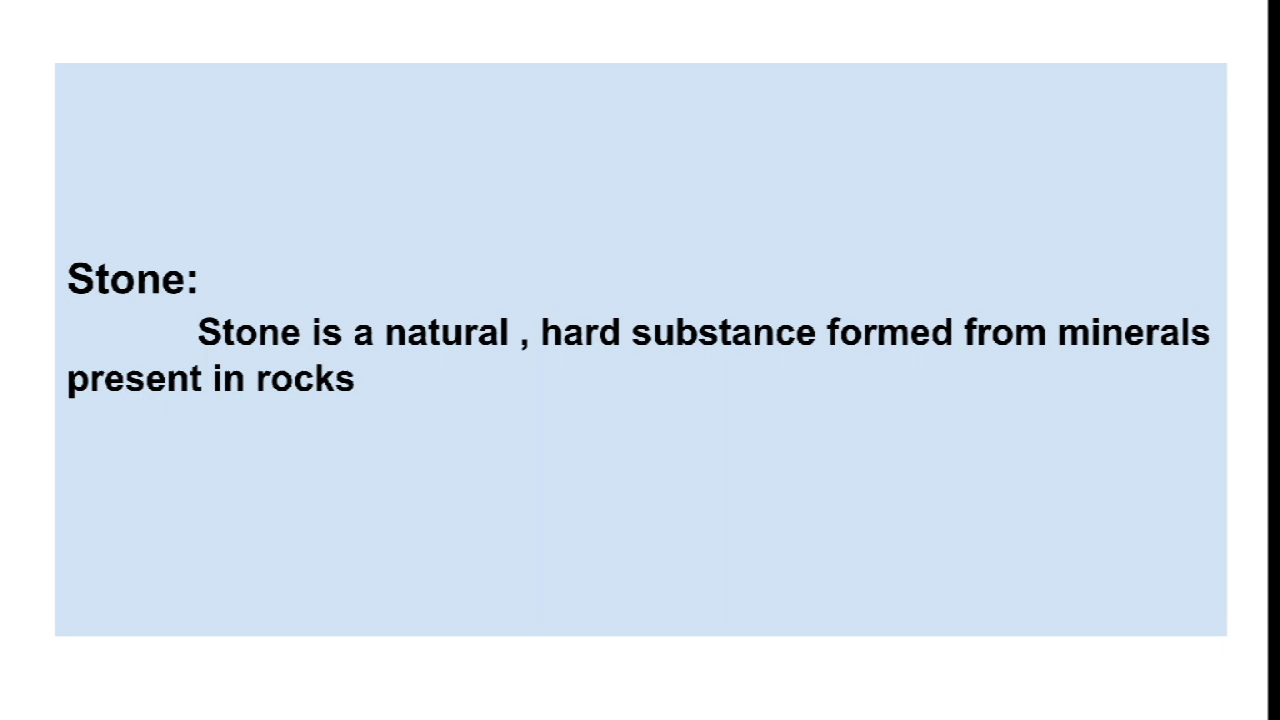 Stone:
Stone is a natural , hard substance formed from minerals
present in rocks